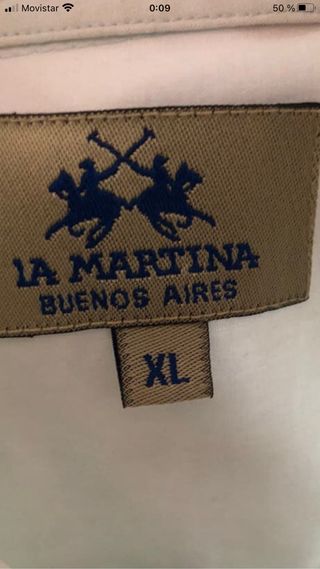 Movistar 0:09 50 %
LA MARTINA
BUENOS AIRES
XL